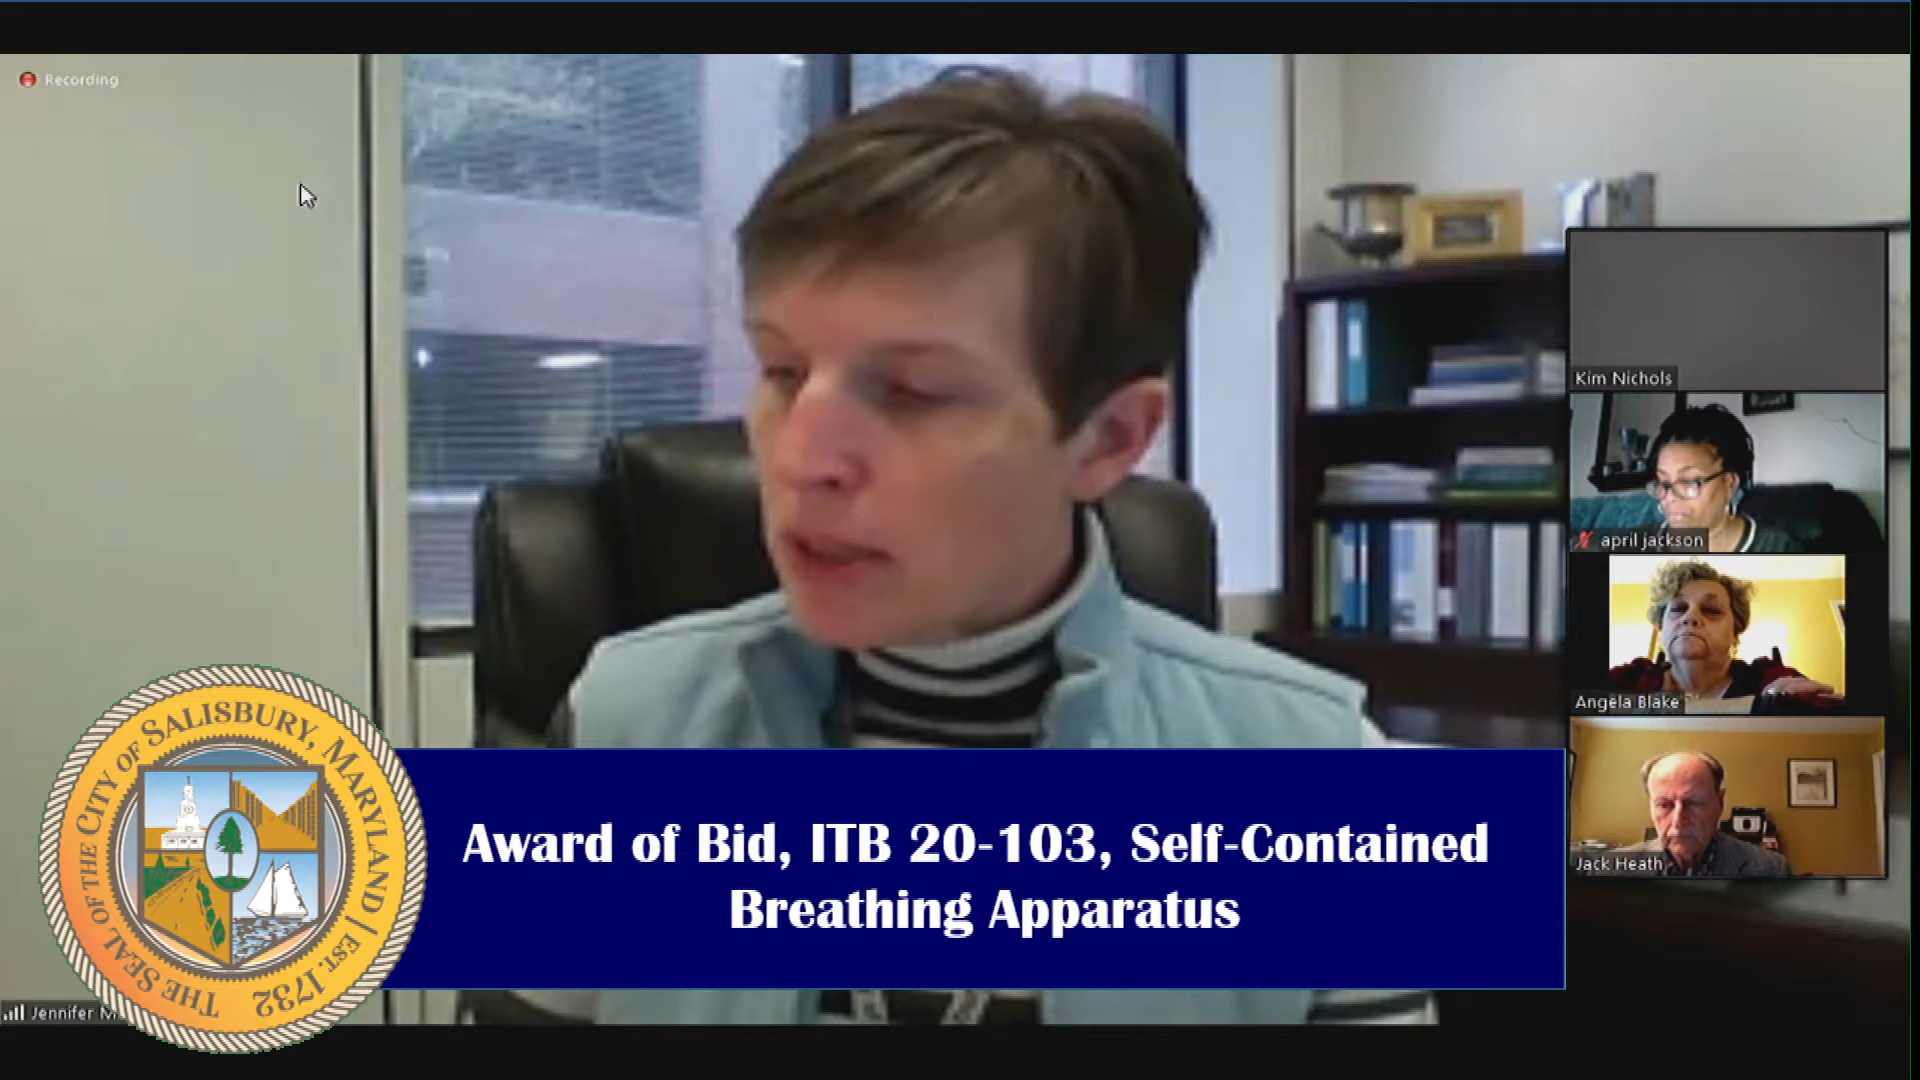 Recording
Kim Nichols
april jackson
Angela Blake
Jack Heath
Award of Bid, ITB 20-103, Self-Contained
Breathing Apparatus
THE SEAL OF THE CITY OF SALISBURY, MARYLAND | EST. 1732
Jennifer M